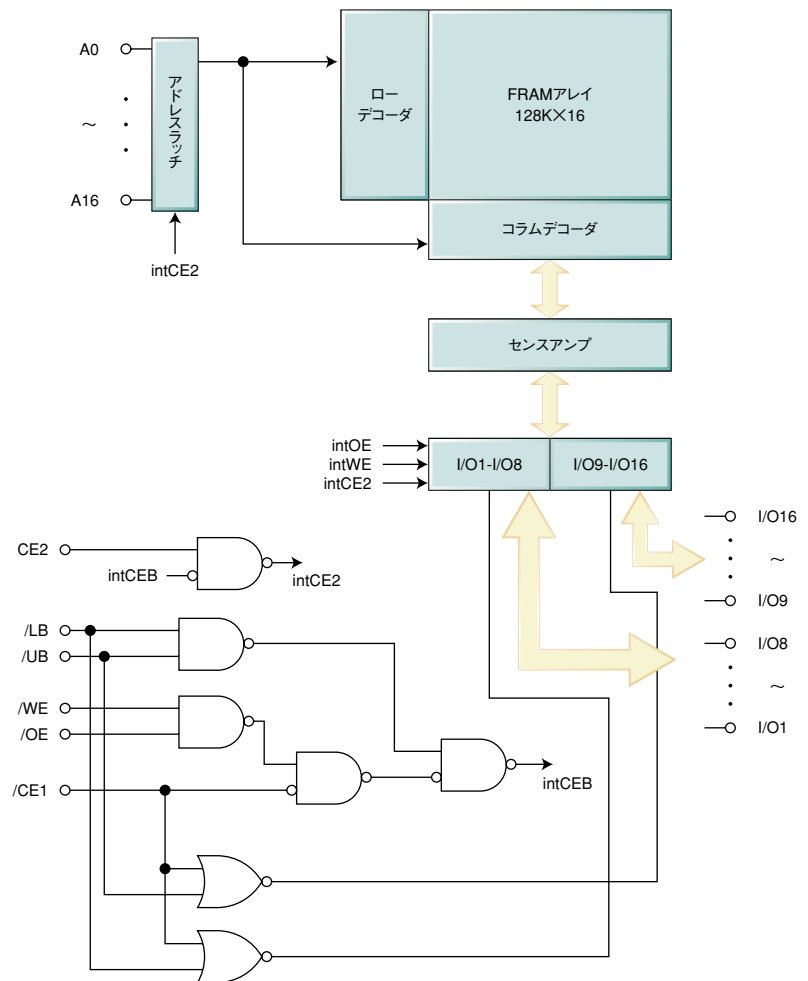 A0
~
A16
アドレスラッチ
intCE2
ロー
デコーダ
FRAMアレイ
128K×16
コラムデコーダ
センスアンプ
intOE
intWE
intCE2
I/O1-I/O8
I/O9-I/O16
I/O16
~
I/O9
I/O8
~
I/O1
CE2
intCEB
intCE2
/LB
/UB
/WE
/OE
/CE1
intCEB